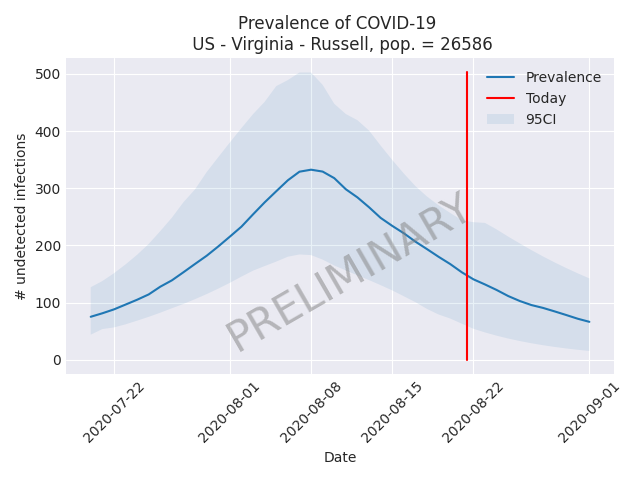 Prevalence of COVID-19
US - Virginia - Russell, pop. = 26586
# undetected infections
500
400
300
200
100
0
Prevalence
Today
95CI
PRELIMINARY
2020-07-22
2020-08-01
2020-08-08
2020-08-15
2020-08-22
2020-09-01
Date